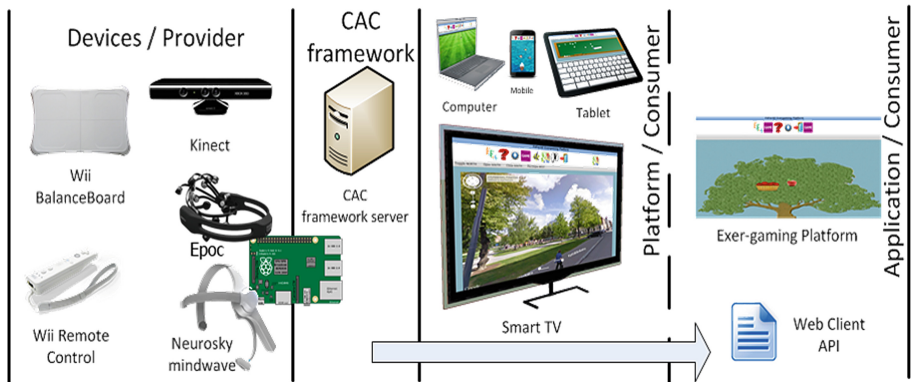 Devices / Provider
Wii
BalanceBoard
Kinect
Epoc
Wii Remote
Control
Neurosky
mindwave
CAC
framework
CAC
framework server
Computer
Mobile
Tablet
Smart TV
Platform / Consumer
Exer-gaming Platform
Web Client
API
Application / Consumer